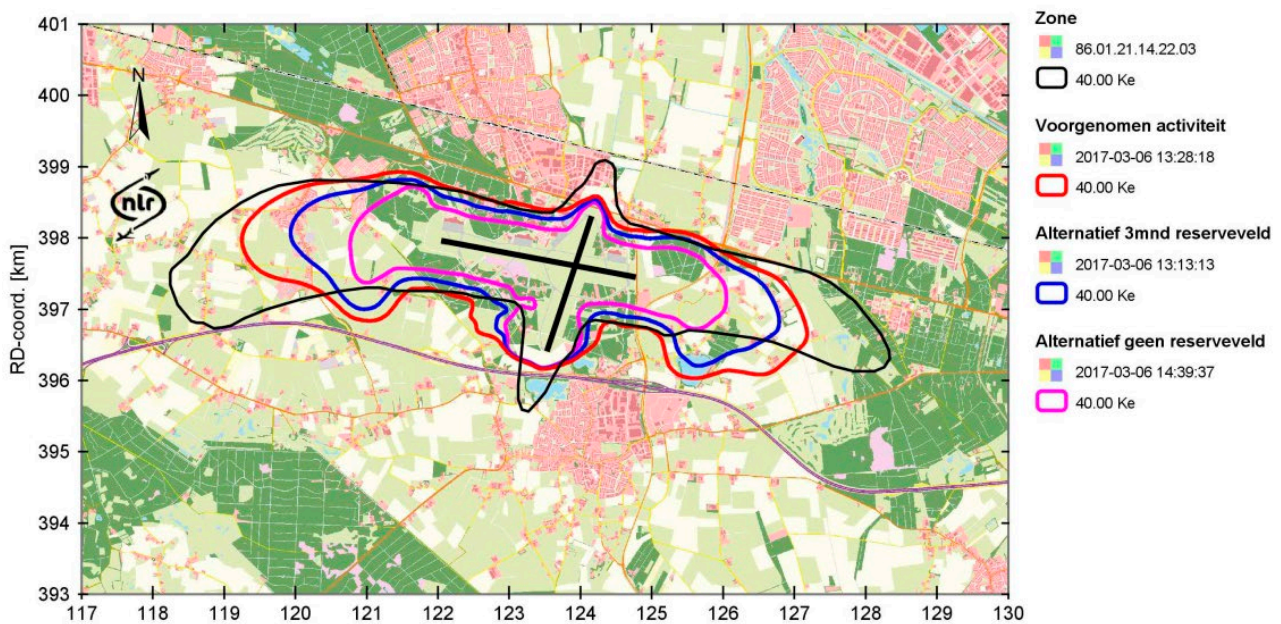 401
400
399
398
397
396
395
394
393
RD-coord. [km]
N
nlr
117 118 119 120 121 122 123 124 125 126 127 128 129 130
Zone
86.01.21.14.22.03
40.00 Ke
Voorgenomen activiteit
2017-03-06 13:28:18
40.00 Ke
Alternatief 3mnd reserveveld
2017-03-06 13:13:13
40.00 Ke
Alternatief geen reserveveld
2017-03-06 14:39:37
40.00 Ke